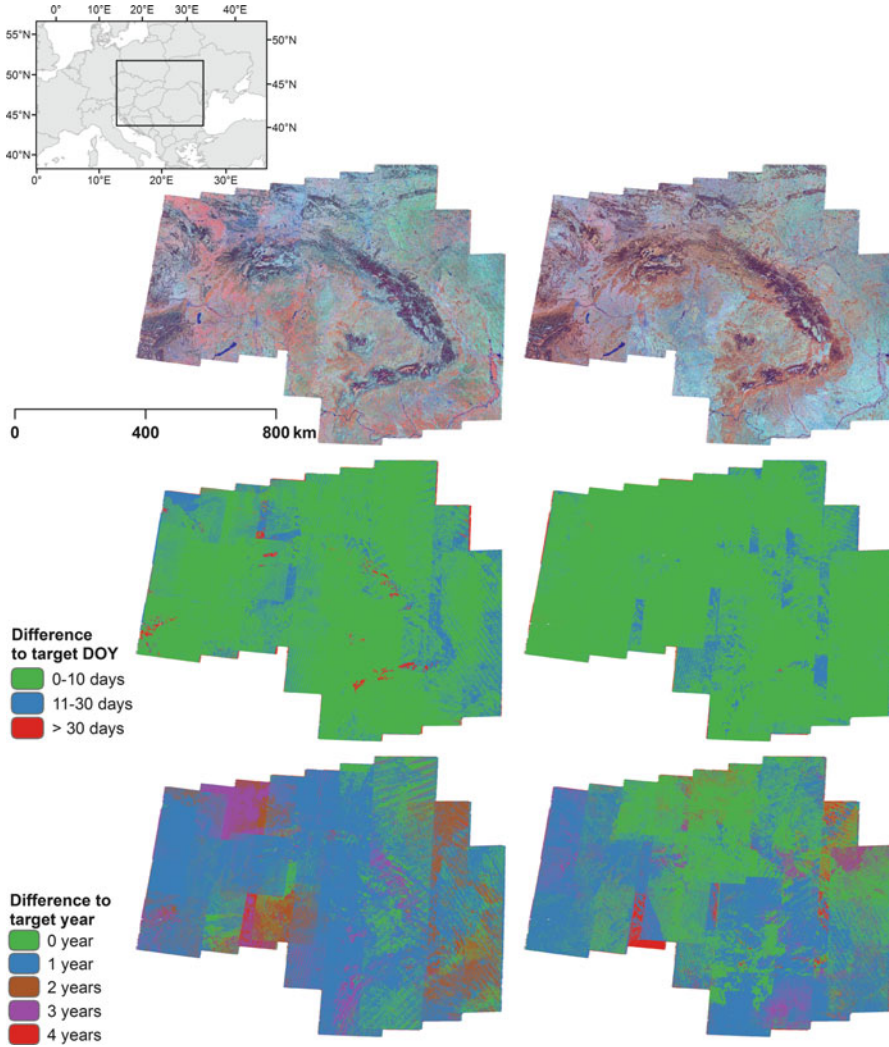 0° 10°E 20°E 30°E 40°E
55°N
50°N
50°N
45°N
45°N
40°N
40°N
0° 10°E 20°E 30°E
0 400 800 km
Difference
to target DOY
0-10 days
11-30 days
> 30 days
Difference to
target year
0 year
1 year
2 years
3 years
4 years